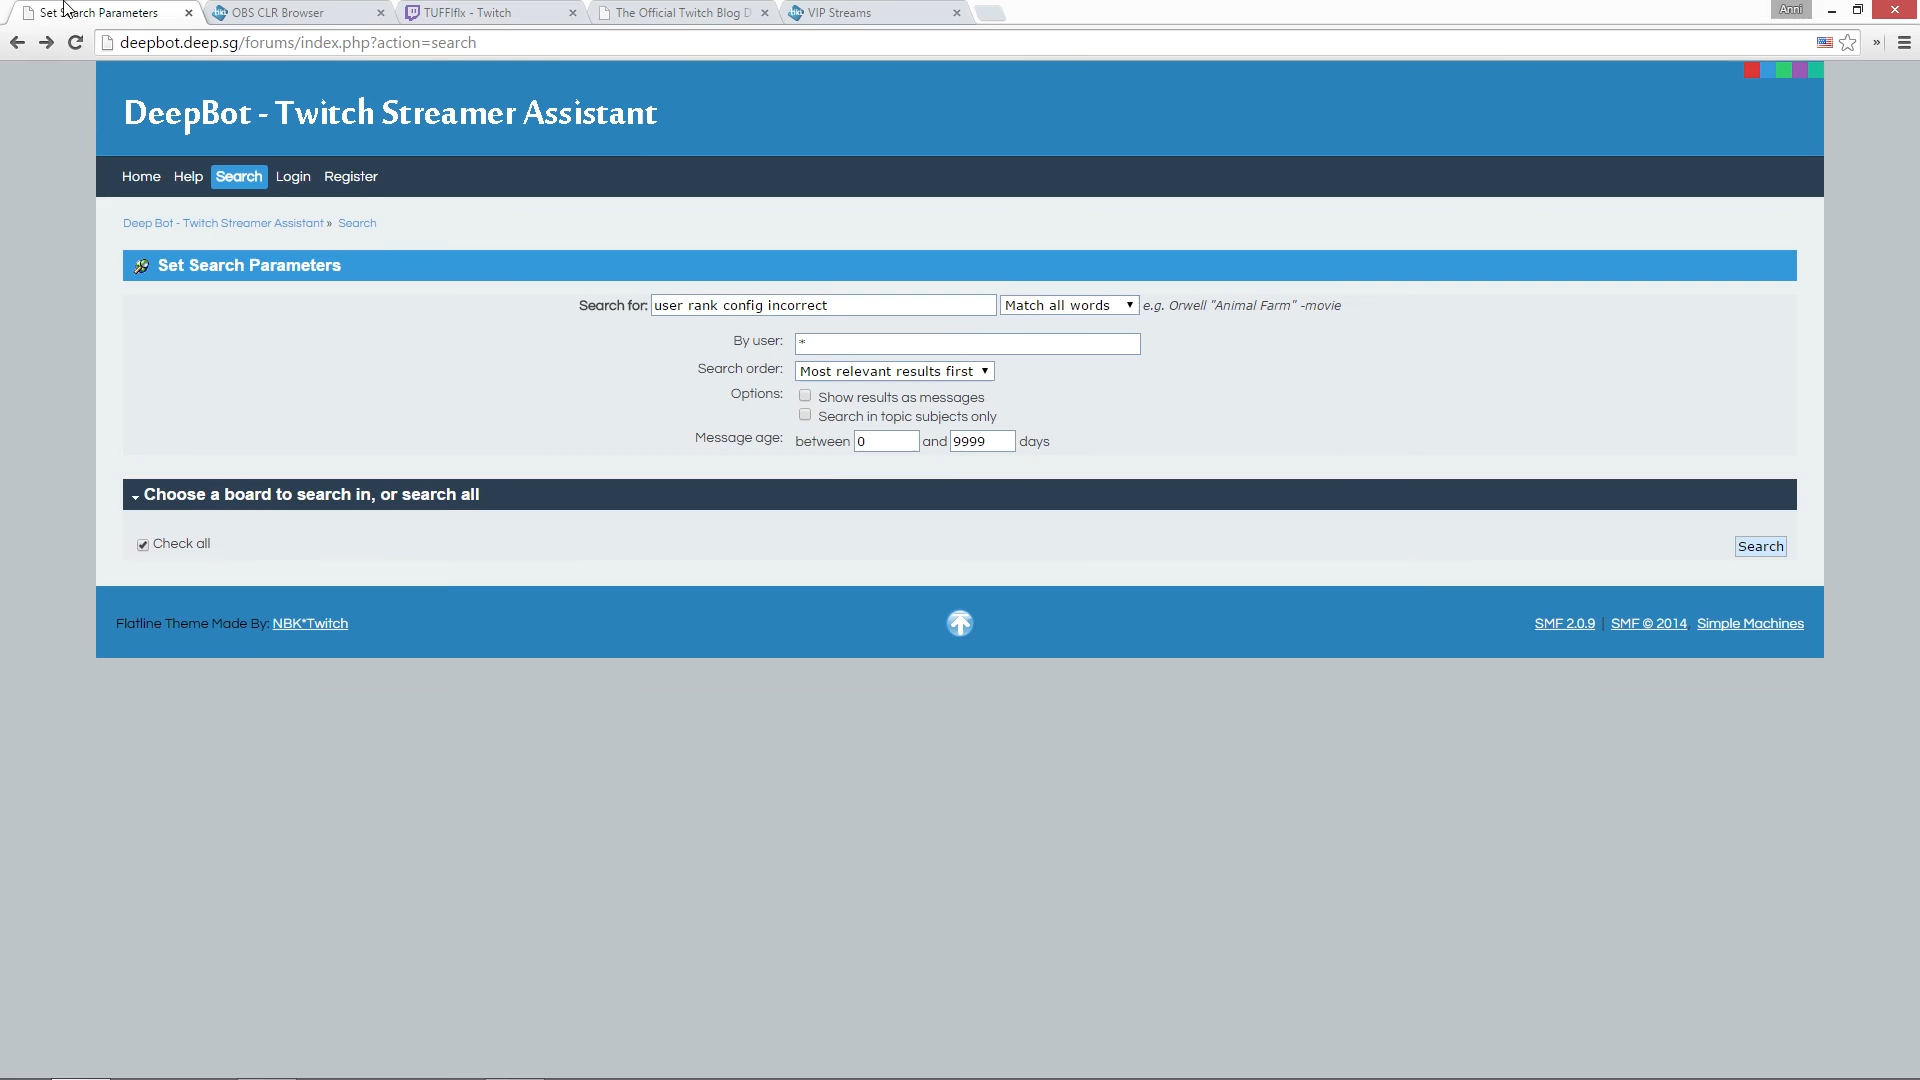 Set Search Parameters
OBS CLR Browser
TUFFIflx - Twitch
The Official Twitch Blog D
VIP Streams
Anni
deepbot.deep.sg/forums/index.php?action=search
DeepBot - Twitch Streamer Assistant
Home Help Search Login Register
Deep Bot - Twitch Streamer Assistant » Search
Set Search Parameters
Search for: user rank config incorrect Match all words e.g. Orwell "Animal Farm" -movie
By user: *
Search order: Most relevant results first
Options: Show results as messages
Search in topic subjects only
Message age: between 0 and 9999 days
Choose a board to search in, or search all
Check all
Search
Flatline Theme Made By: NBK*Twitch
SMF 2.0.9 | SMF © 2014, Simple Machines